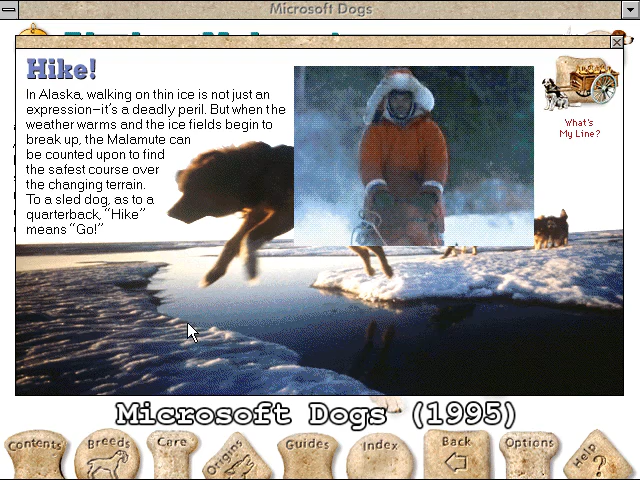 Microsoft Dogs
Hike!
In Alaska, walking on thin ice is not just an
expression—it's a deadly peril. But when the
weather warms and the ice fields begin to
break up, the Malamute can
be counted upon to find
the safest course over
the changing terrain.
To a sled dog, as to a
quarterback, “Hike”
means “Go!”
What's
My Line?
Microsoft Dogs (1995)
Contents
Breeds
Care
Origins
Guides
Index
Back
Options
Help
?